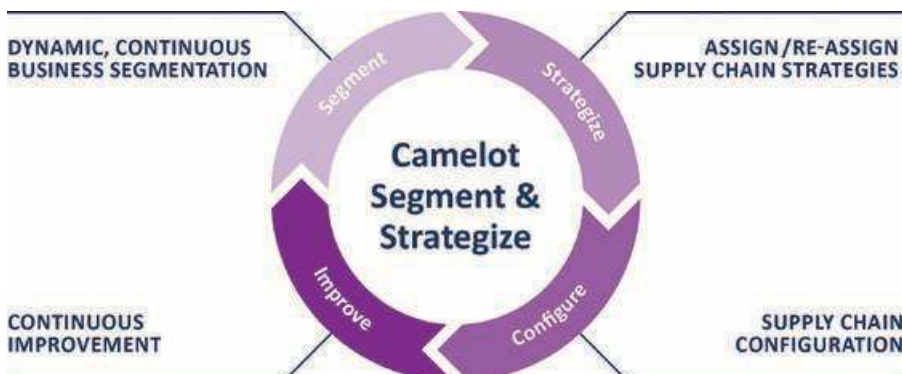 DYNAMIC, CONTINUOUS
BUSINESS SEGMENTATION
ASSIGN/RE-ASSIGN
SUPPLY CHAIN STRATEGIES
Segment
Strategize
Camelot
Segment &
Strategize
Improve
Configure
CONTINUOUS
IMPROVEMENT
SUPPLY CHAIN
CONFIGURATION